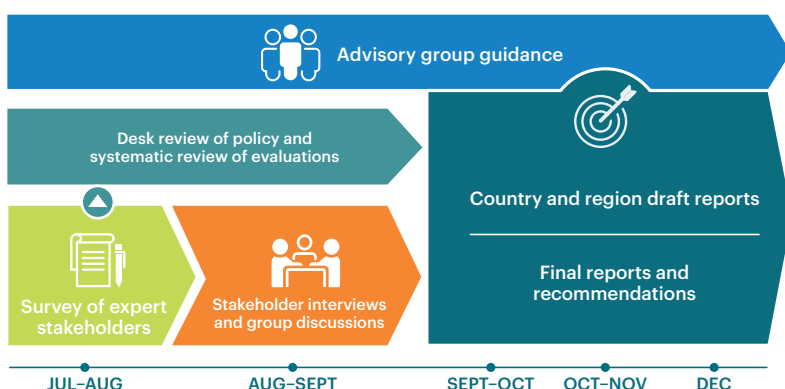 Advisory group guidance
Desk review of policy and
systematic review of evaluations
Survey of expert
stakeholders
Stakeholder interviews
and group discussions
Country and region draft reports
Final reports and
recommendations
JUL–AUG
AUG–SEPT
SEPT–OCT
OCT–NOV
DEC